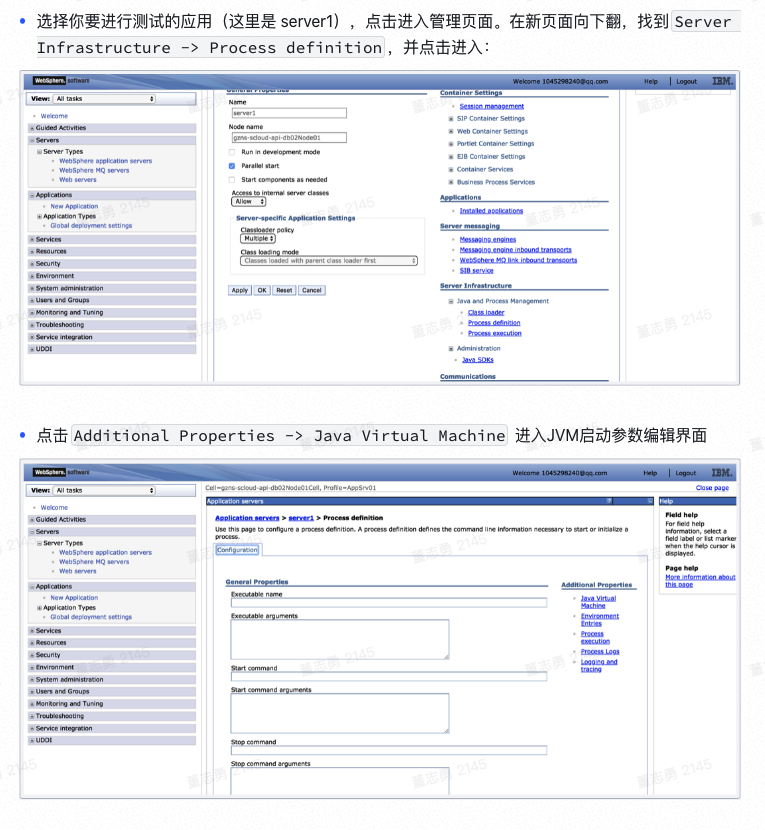 选择你要进行测试的应用（这里是 server1），点击进入管理页面。在新页面向下翻，找到 Server
Infrastructure -> Process definition，并点击进入：
WebSphere. software
Welcome 1045298240@qq.com
Help | Logout
IBM.
View: All tasks
Welcome
Guided Activities
Servers
Server Types
WebSphere application servers
WebSphere MQ servers
Web servers
Applications
New Application
Application Types
Global deployment settings
Services
Resources
Security
Environment
System administration
Users and Groups
Monitoring and Tuning
Troubleshooting
Service integration
UDDI
General Properties
Name
server1
Node name
gzns-scloud-api-db02Node01
Run in development mode
Parallel start
Start components as needed
Access to internal server classes
Allow
Server-specific Application Settings
Classloader policy
Multiple
Class loading mode
Classes loaded with parent class loader first
Apply OK Reset Cancel
Container Settings
Session management
SIP Container Settings
Web Container Settings
Portlet Container Settings
EJB Container Settings
Container Services
Business Process Services
Applications
Installed applications
Server messaging
Messaging engines
Messaging engine inbound transports
WebSphere MQ link inbound transports
SIB service
Server Infrastructure
Java and Process Management
Class loader
Process definition
Process execution
Administration
Java SDKs
Communications
点击 Additional Properties -> Java Virtual Machine 进入JVM启动参数编辑界面
WebSphere. software
Welcome 1045298240@qq.com
Help | Logout
IBM.
View: All tasks
Welcome
Guided Activities
Servers
Server Types
WebSphere application servers
WebSphere MQ servers
Web servers
Applications
New Application
Application Types
Global deployment settings
Services
Resources
Security
Environment
System administration
Users and Groups
Monitoring and Tuning
Troubleshooting
Service integration
UDDI
Cell=gzns-scloud-api-db02Node01Cell, Profile=AppSrv01
Close page
Application servers
Application servers > server1 > Process definition
Use this page to configure a process definition. A process definition defines the command line information necessary to start or initialize a
process.
Configuration
General Properties
Executable name
Executable arguments
Start command
Start command arguments
Stop command
Stop command arguments
Additional Properties
Java Virtual
Machine
Environment
Entries
Process
execution
Process Logs
Logging and
tracing
Help
Field help
For field help
information, select a
field label or list marker
when the help cursor is
displayed.
Page help
More information about
this page
董志勇 2145